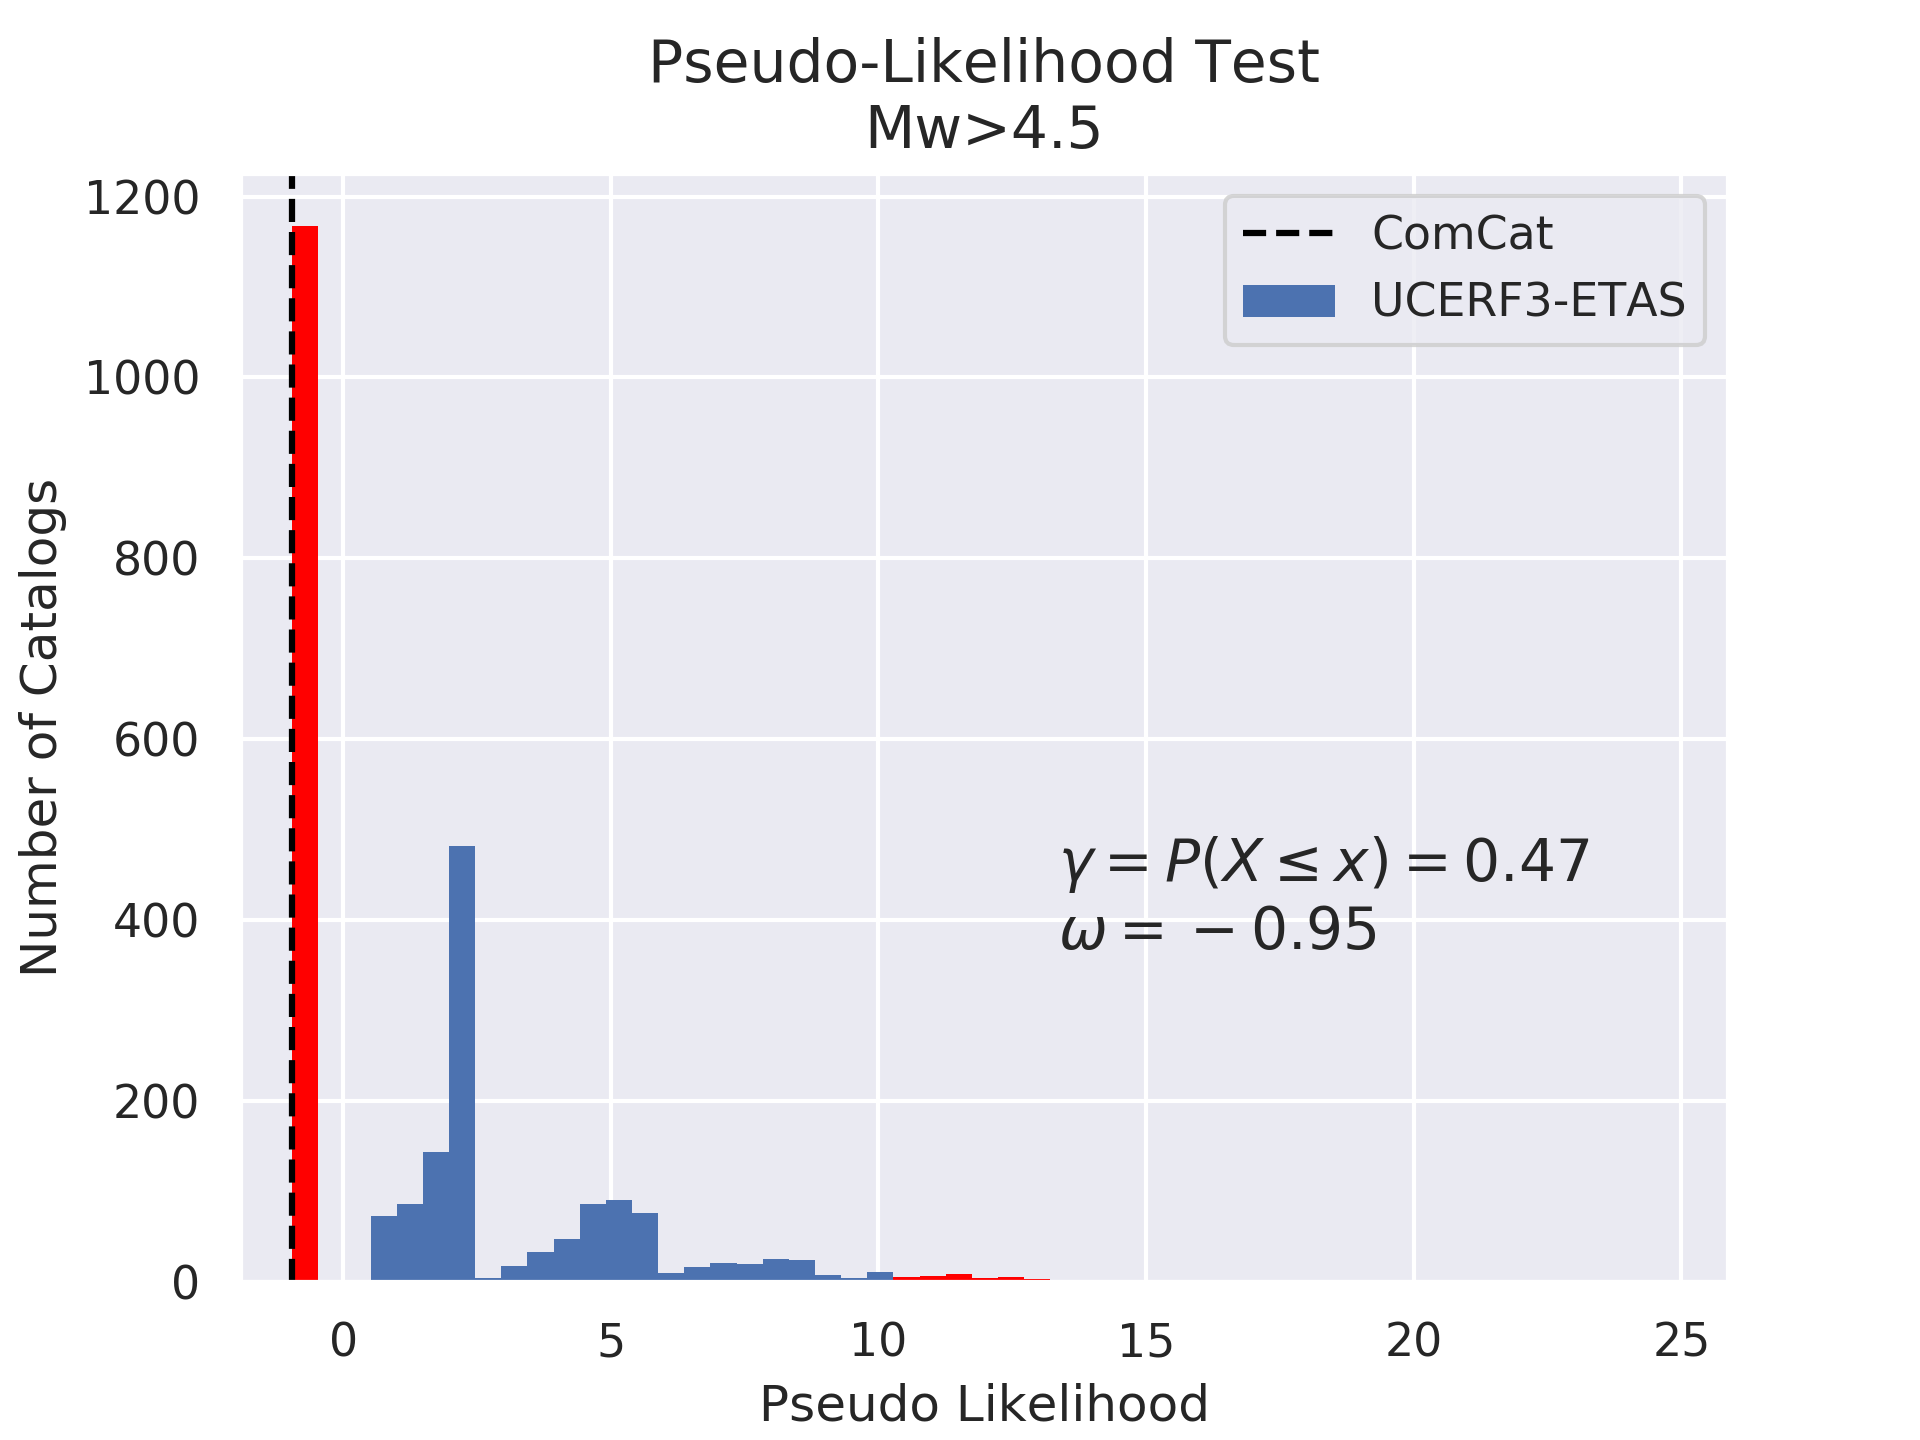 Pseudo-Likelihood Test
Mw>4.5
1200
1000
800
600
400
200
0
Number of Catalogs
ComCat
UCERF3-ETAS
γ = P(X ≤ x) = 0.47
ω = − 0.95
0 5 10 15 20 25
Pseudo Likelihood